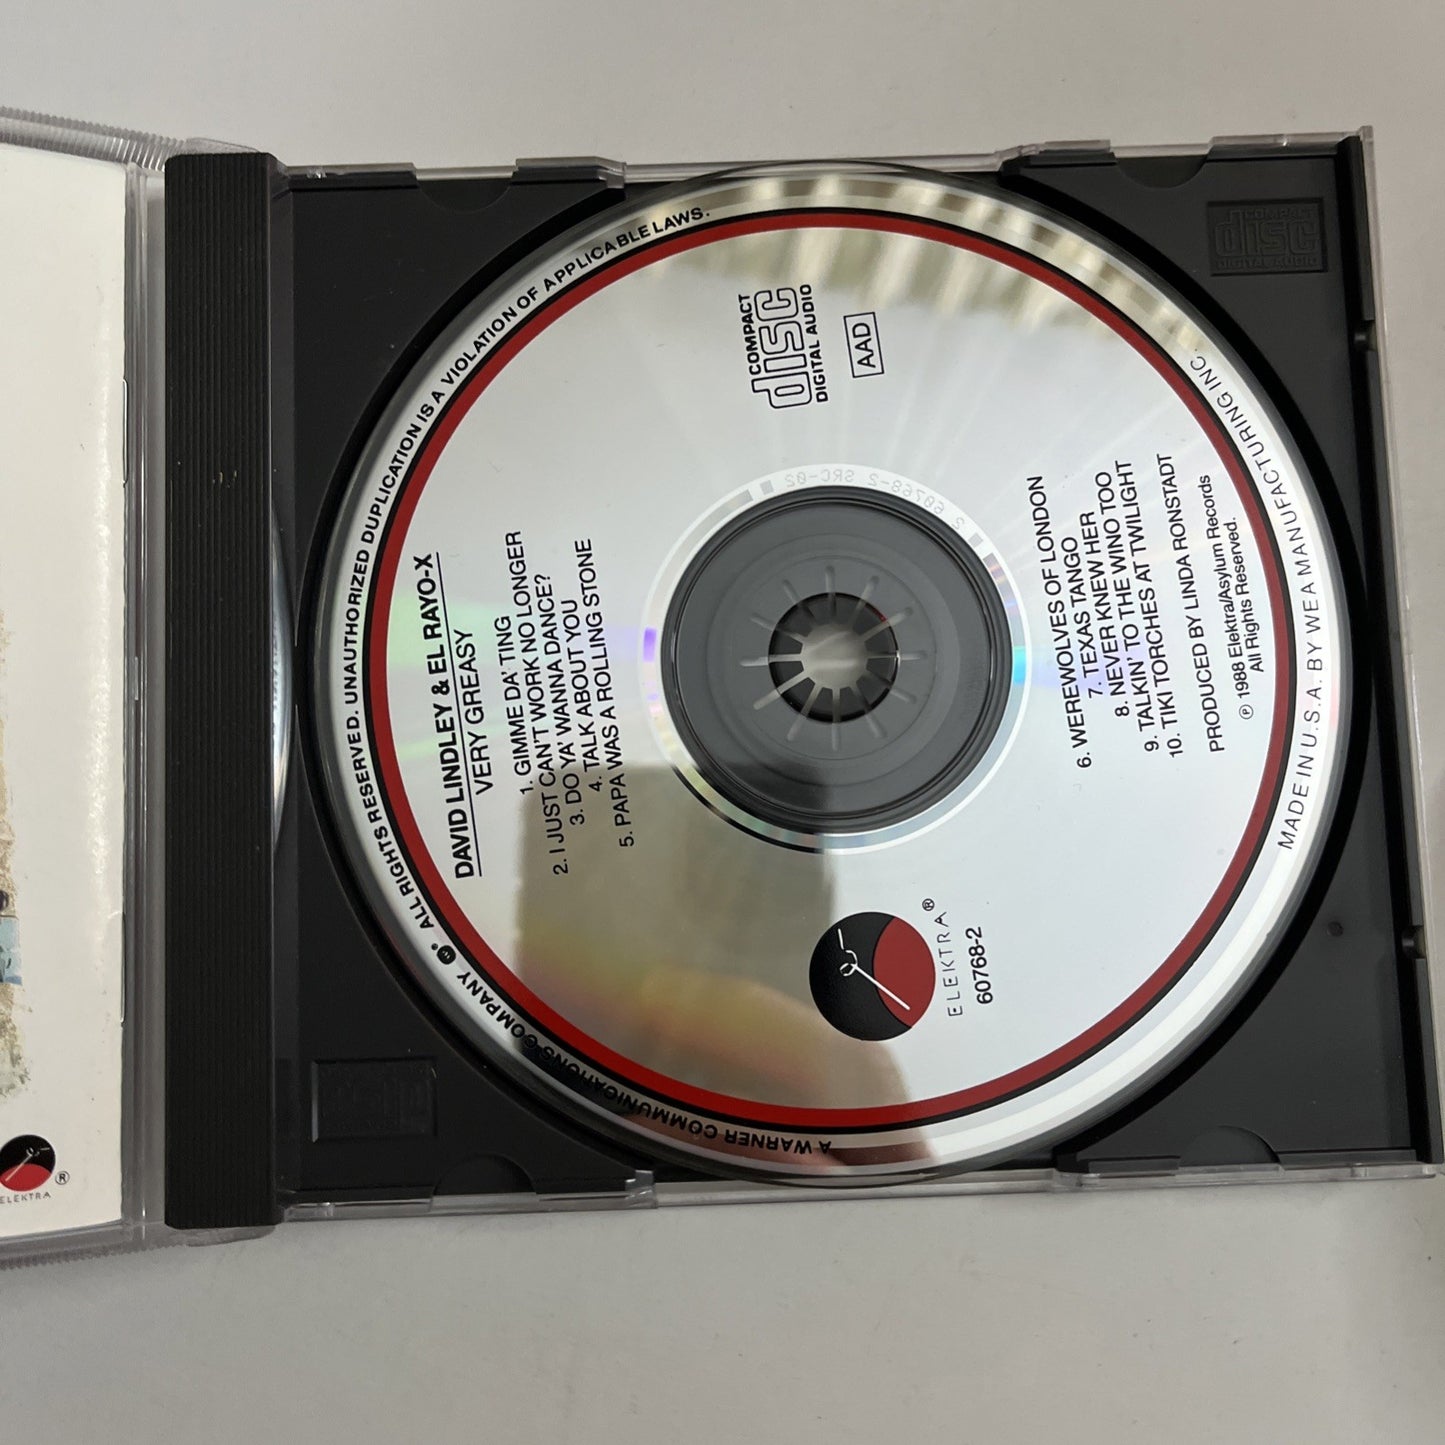 ALL RIGHTS RESERVED. UNAUTHORIZED DUPLICATION IS A VIOLATION OF APPLICABLE LAWS.
DAVID LINDLEY & EL RAYO-X
VERY GREASY
1. GIMME DA' TING
2. I JUST CAN'T WORK NO LONGER
3. DO YA' WANNA DANCE?
4. TALK ABOUT YOU
5. PAPA WAS A ROLLING STONE
COMPACT
disc
DIGITAL AUDIO
AAD
2 60768-2 SRC-02
ELEKTRA®
60768-2
6. WEREWOLVES OF LONDON
7. TEXAS TANGO
8. NEVER KNEW HER
9. TALKIN' TO THE WINO TOO
10. TIKI TORCHES AT TWILIGHT
PRODUCED BY LINDA RONSTADT
℗ 1988 Elektra/Asylum Records
All Rights Reserved.
MADE IN U.S.A. BY WEA MANUFACTURING INC.
A WARNER COMMUNICATIONS COMPANY
COMPACT
disc
DIGITAL AUDIO
ELEKTRA
®